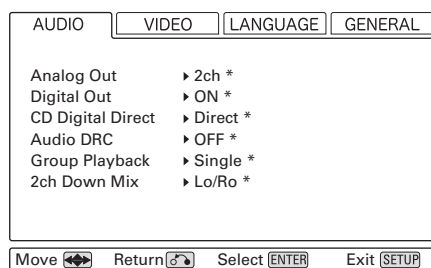 AUDIO VIDEO LANGUAGE GENERAL
Analog Out ▸ 2ch *
Digital Out ▸ ON *
CD Digital Direct ▸ Direct *
Audio DRC ▸ OFF *
Group Playback ▸ Single *
2ch Down Mix ▸ Lo/Ro *
Move Return Select ENTER Exit SETUP